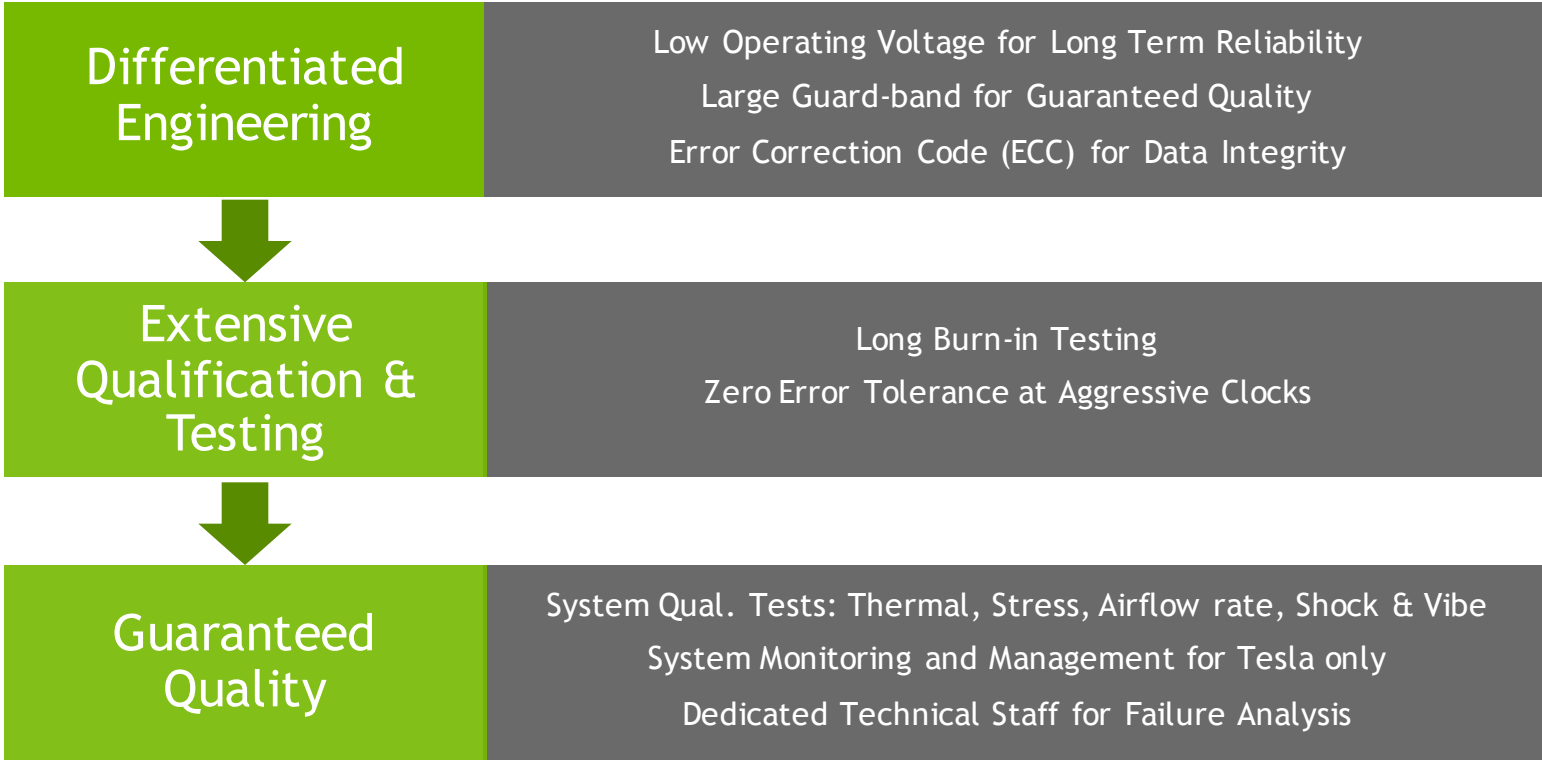 Differentiated
Engineering
Low Operating Voltage for Long Term Reliability
Large Guard-band for Guaranteed Quality
Error Correction Code (ECC) for Data Integrity
Extensive
Qualification &
Testing
Long Burn-in Testing
Zero Error Tolerance at Aggressive Clocks
Guaranteed
Quality
System Qual. Tests: Thermal, Stress, Airflow rate, Shock & Vibe
System Monitoring and Management for Tesla only
Dedicated Technical Staff for Failure Analysis